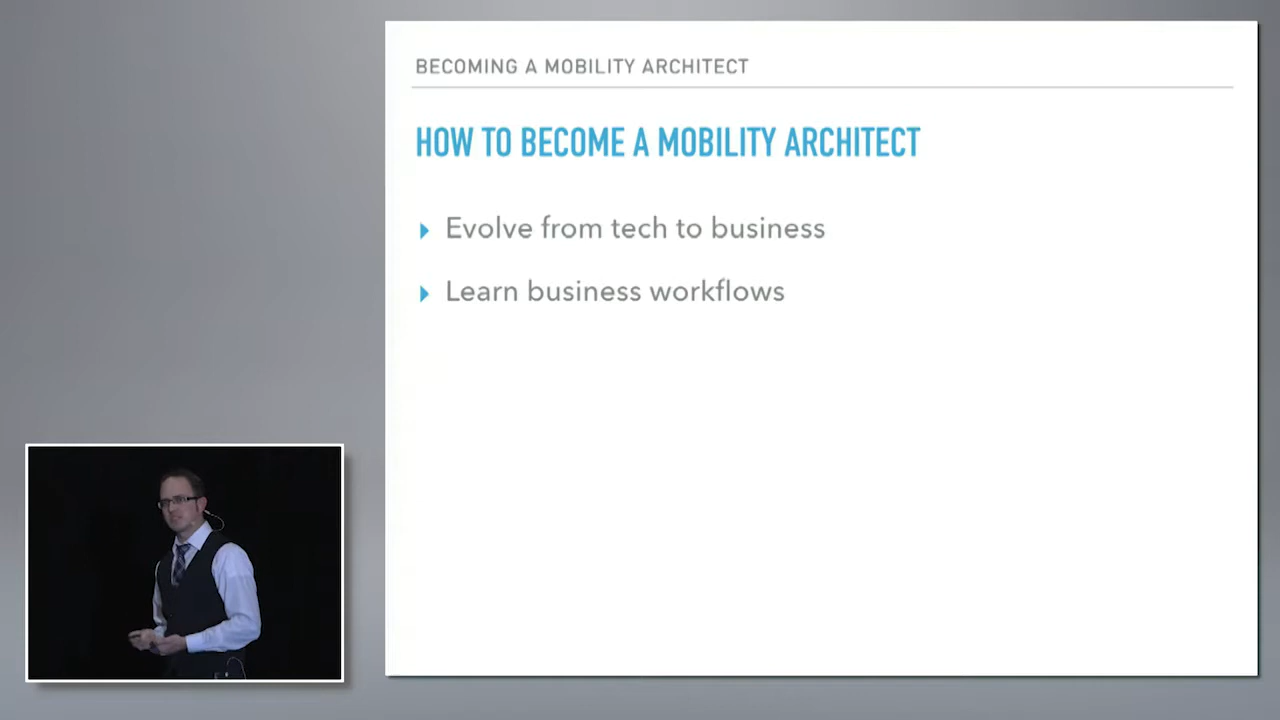 BECOMING A MOBILITY ARCHITECT
HOW TO BECOME A MOBILITY ARCHITECT
Evolve from tech to business
Learn business workflows